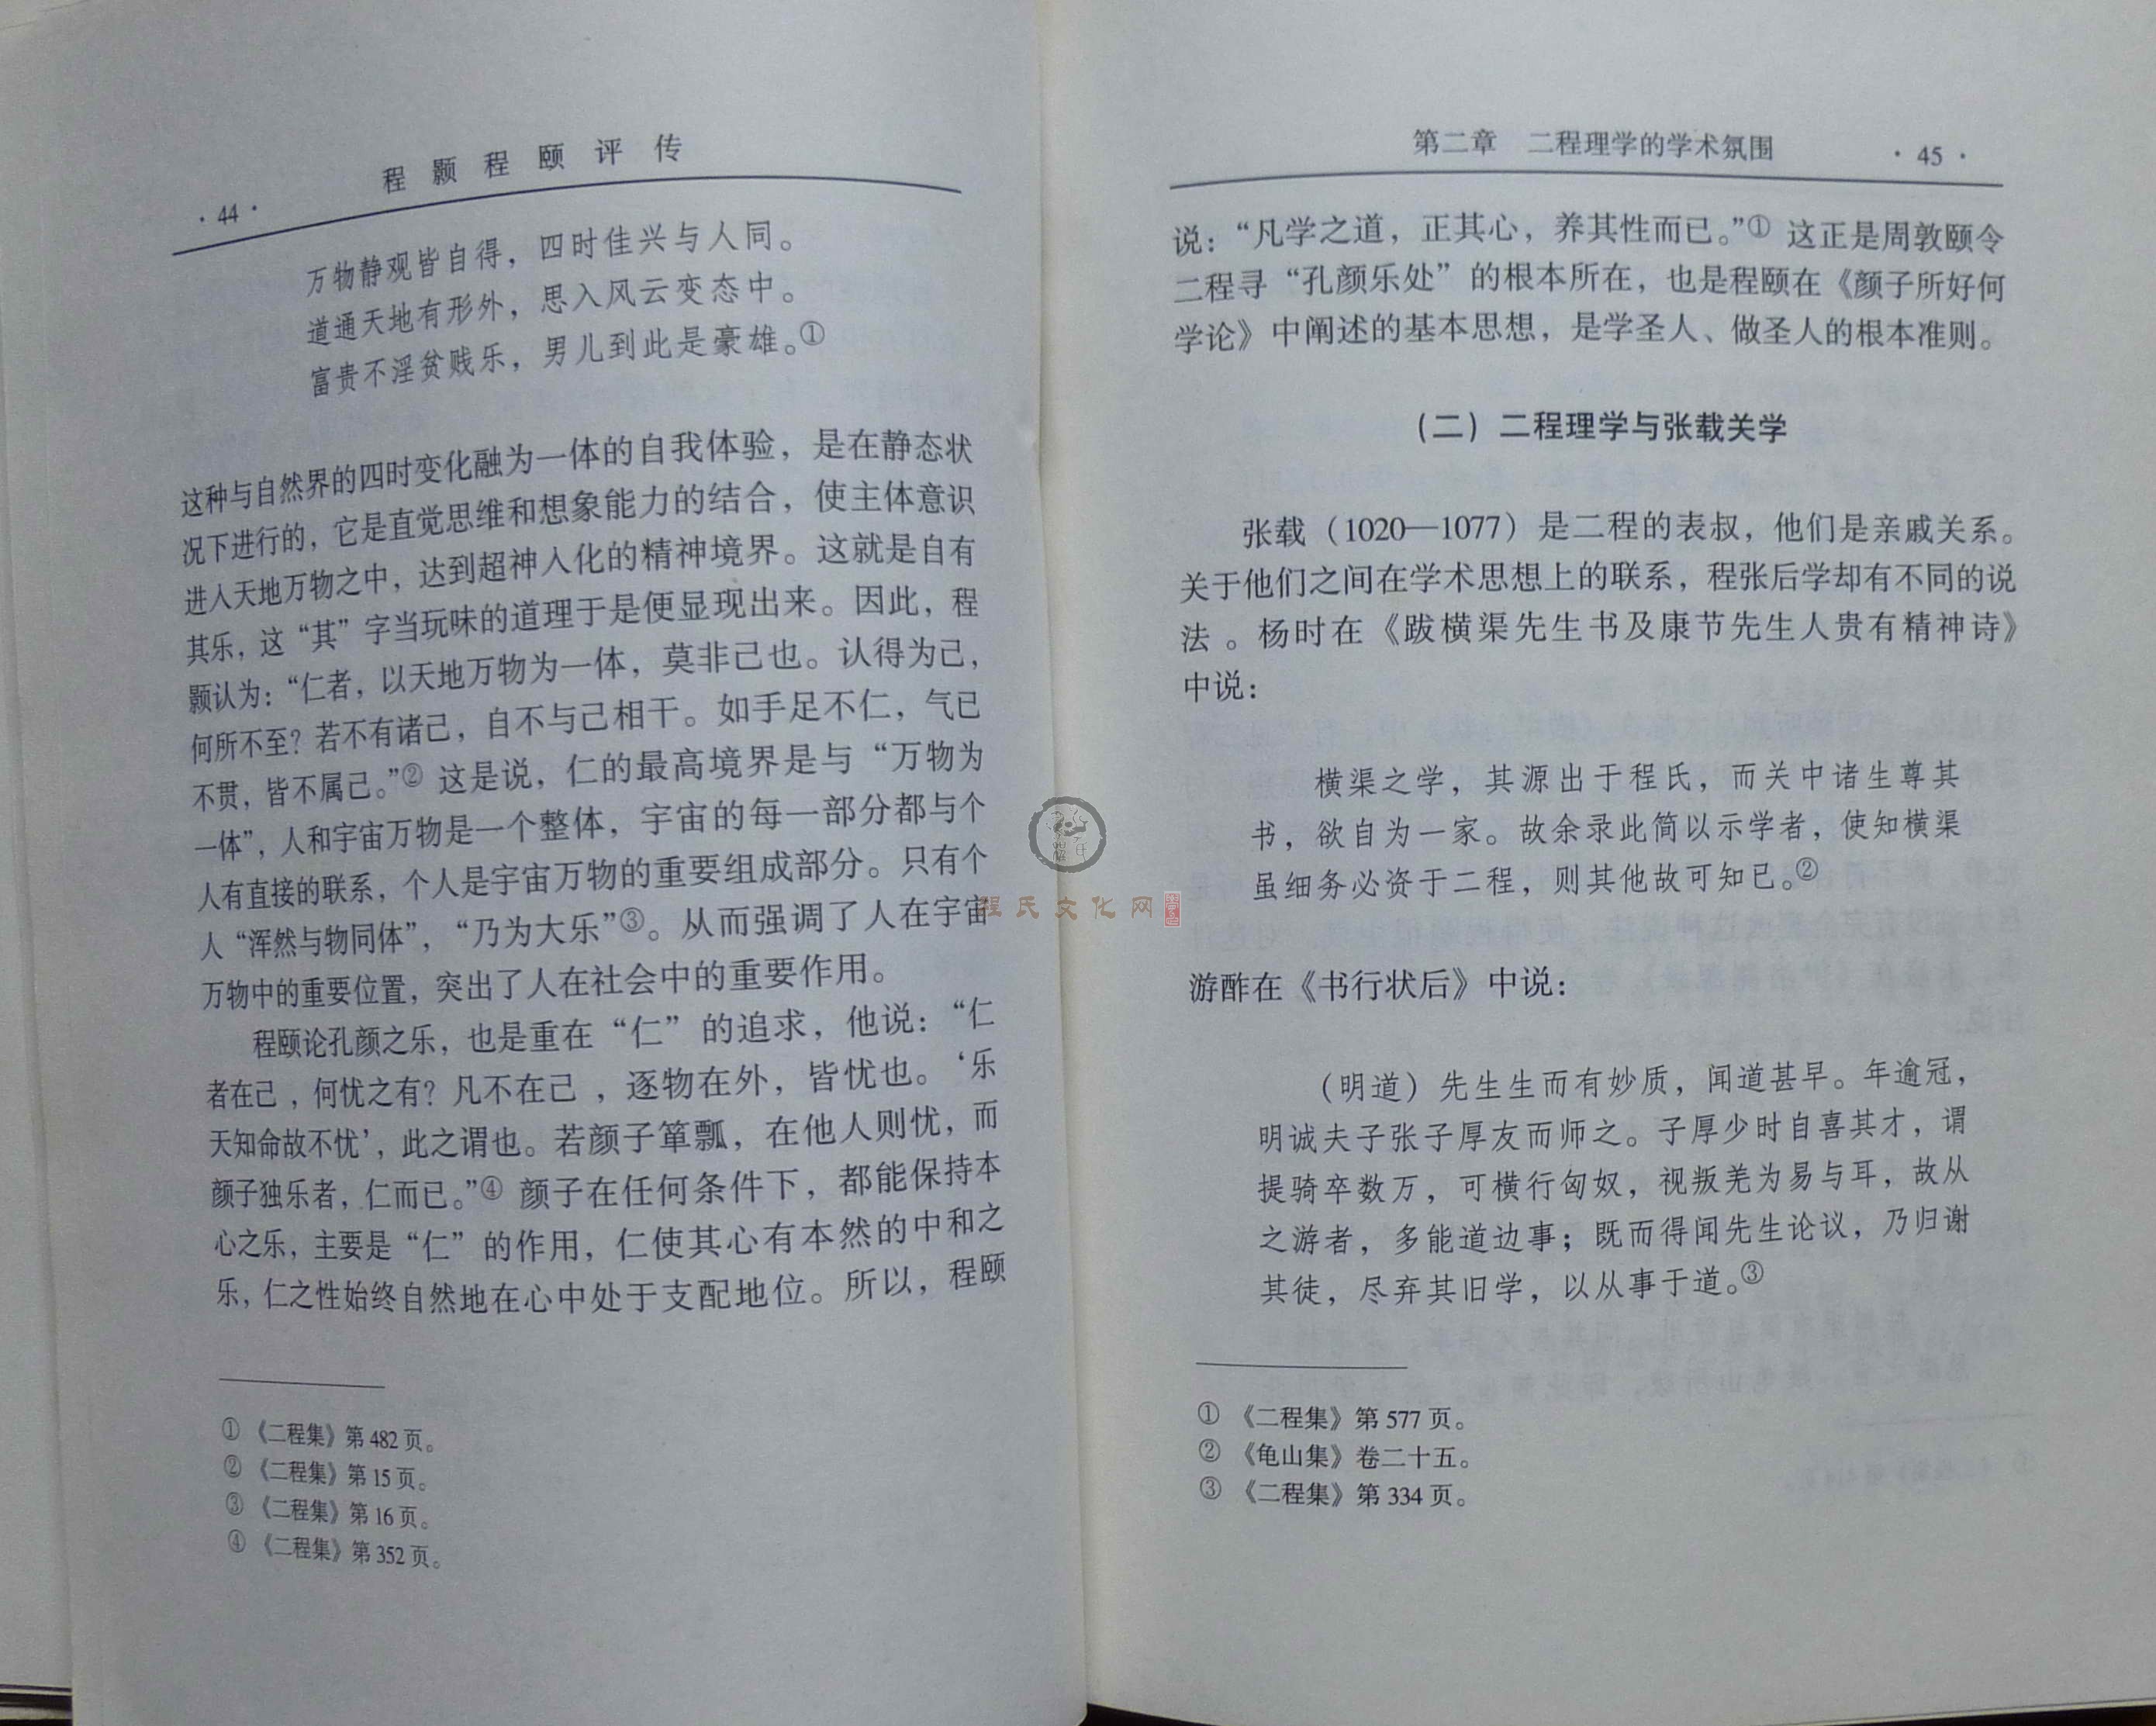 程颢程颐评传
· 44 ·
万物静观皆自得，四时佳兴与人同。
道通天地有形外，思入风云变态中。
富贵不淫贫贱乐，男儿到此是豪雄。①
这种与自然界的四时变化融为一体的自我体验，是在静态状
况下进行的，它是直觉思维和想象能力的结合，使主体意识
进入天地万物之中，达到超神入化的精神境界。这就是自有
其乐，这“其”字当玩味的道理于是便显现出来。因此，程
颢认为：“仁者，以天地万物为一体，莫非己也。认得为己，
何所不至？若不有诸己，自不与己相干。如手足不仁，气已
不贯，皆不属己。”② 这是说，仁的最高境界是与“万物为
一体”，人和宇宙万物是一个整体，宇宙的每一部分都与个
人有直接的联系，个人是宇宙万物的重要组成部分。只有个
人“浑然与物同体”，“乃为大乐”③。从而强调了人在宇宙
万物中的重要位置，突出了人在社会中的重要作用。
程颐论孔颜之乐，也是重在“仁”的追求，他说：“仁
者在己，何忧之有？凡不在己，逐物在外，皆忧也。‘乐
天知命故不忧’，此之谓也。若颜子箪瓢，在他人则忧，而
颜子独乐者，仁而已。”④ 颜子在任何条件下，都能保持本
心之乐，主要是“仁”的作用，仁使其心有本然的中和之
乐，仁之性始终自然地在心中处于支配地位。所以，程颐
① 《二程集》第 482 页。
② 《二程集》第 15 页。
③ 《二程集》第 16 页。
④ 《二程集》第 352 页。
第二章 二程理学的学术氛围
· 45 ·
说：“凡学之道，正其心，养其性而已。”① 这正是周敦颐令
二程寻“孔颜乐处”的根本所在，也是程颐在《颜子所好何
学论》中阐述的基本思想，是学圣人、做圣人的根本准则。
（二）二程理学与张载关学
张载（1020—1077）是二程的表叔，他们是亲戚关系。
关于他们之间在学术思想上的联系，程张后学却有不同的说
法。杨时在《跋横渠先生书及康节先生人贵有精神诗》
中说：
横渠之学，其源出于程氏，而关中诸生尊其
书，欲自为一家。故余录此简以示学者，使知横渠
虽细务必资于二程，则其他故可知已。②
程氏文化网
游酢在《书行状后》中说：
（明道）先生生而有妙质，闻道甚早。年逾冠，
明诚夫子张子厚友而师之。子厚少时自喜其才，谓
提骑卒数万，可横行匈奴，视叛羌为易与耳，故从
之游者，多能道边事；既而得闻先生论议，乃归谢
其徒，尽弃其旧学，以从事于道。③
① 《二程集》第 577 页。
② 《龟山集》卷二十五。
③ 《二程集》第 334 页。